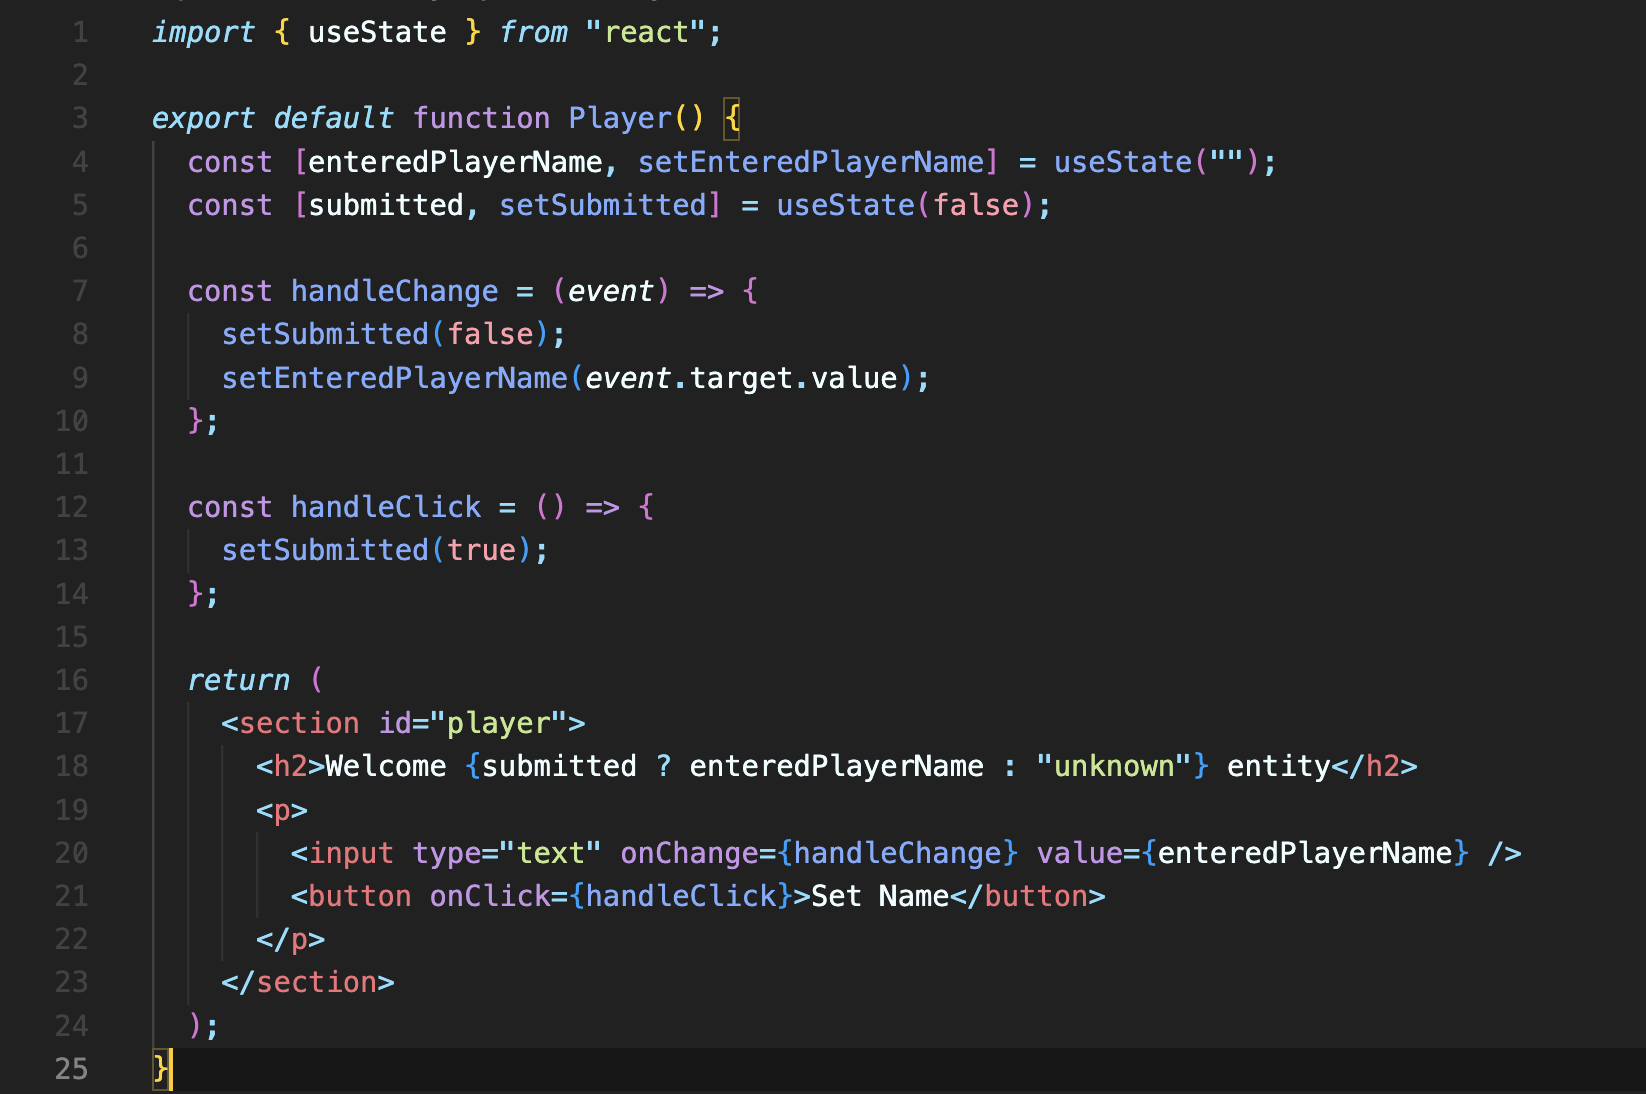 1 import { useState } from "react";
2
3 export default function Player() {
4 const [enteredPlayerName, setEnteredPlayerName] = useState("");
5 const [submitted, setSubmitted] = useState(false);
6
7 const handleChange = (event) => {
8 setSubmitted(false);
9 setEnteredPlayerName(event.target.value);
10 };
11
12 const handleClick = () => {
13 setSubmitted(true);
14 };
15
16 return (
17 <section id="player">
18 <h2>Welcome {submitted ? enteredPlayerName : "unknown"} entity</h2>
19 <p>
20 <input type="text" onChange={handleChange} value={enteredPlayerName} />
21 <button onClick={handleClick}>Set Name</button>
22 </p>
23 </section>
24 );
25 }